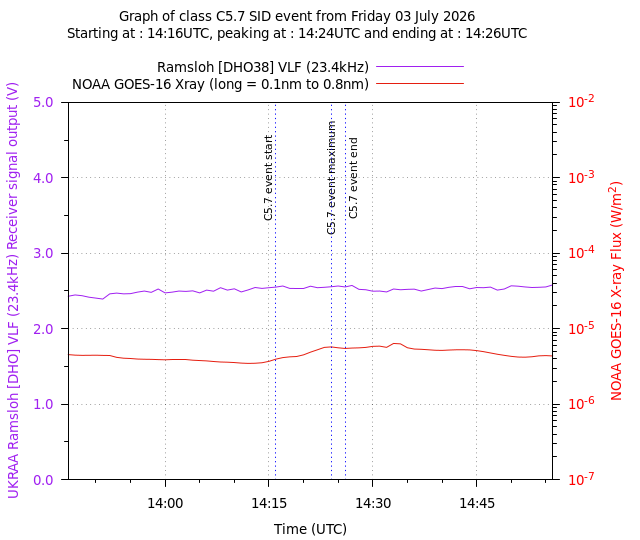 Graph of class C5.7 SID event from Friday 03 July 2026
Starting at : 14:16UTC, peaking at : 14:24UTC and ending at : 14:26UTC
Ramsloh [DHO38] VLF (23.4kHz)
NOAA GOES-16 Xray (long = 0.1nm to 0.8nm)
UKRAA Ramsloh [DHO] VLF (23.4kHz) Receiver signal output (V)
5.0
4.0
3.0
2.0
1.0
0.0
C5.7 event start
C5.7 event maximum
C5.7 event end
10-2
10-3
10-4
10-5
10-6
10-7
NOAA GOES-16 X-ray Flux (W/m2)
14:00
14:15
14:30
14:45
Time (UTC)